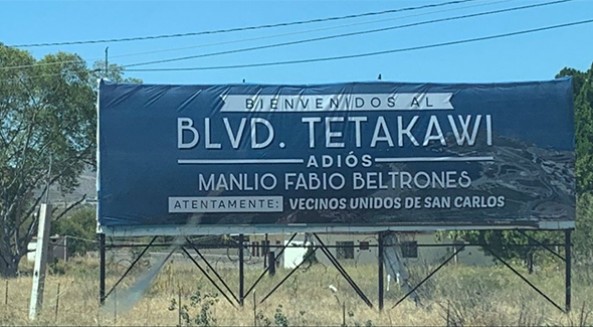 BIENVENIDOS AL
BLVD. TETAKAWI
ADIÓS
MANLIO FABIO BELTRONES
ATENTAMENTE: VECINOS UNIDOS DE SAN CARLOS